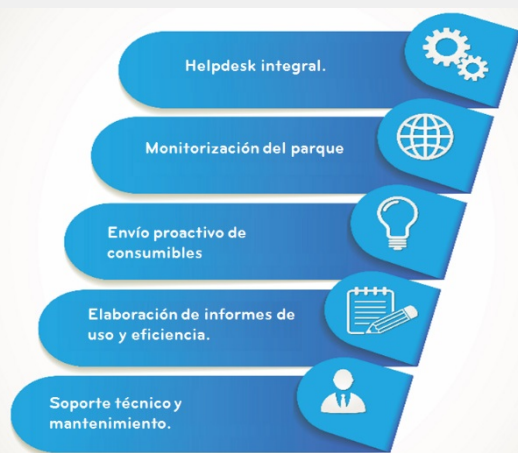 Helpdesk integral.
Monitorización del parque
Envío proactivo de
consumibles
Elaboración de informes de
uso y eficiencia.
Soporte técnico y
mantenimiento.